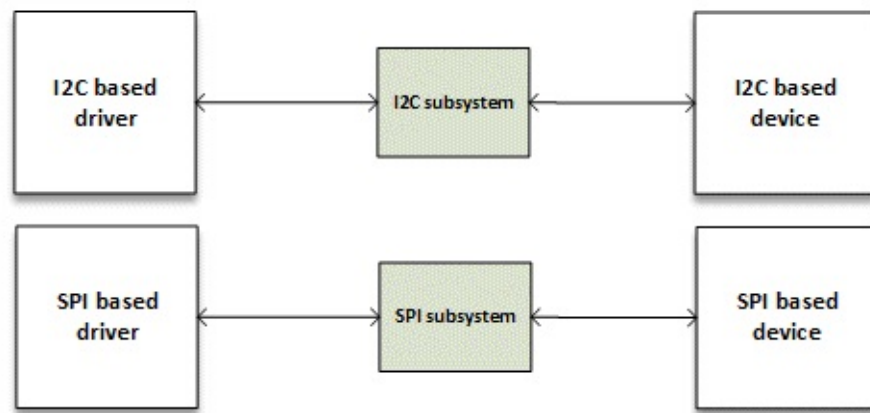 I2C based
driver
I2C subsystem
I2C based
device
SPI based
driver
SPI subsystem
SPI based
device